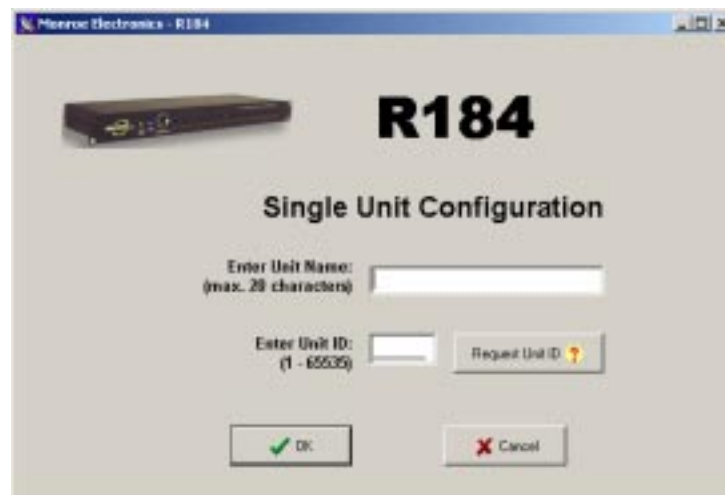 Monroe Electronics - R184
R184
Single Unit Configuration
Enter Unit Name:
(max. 20 characters)
Enter Unit ID:
(1 - 65535)
Request Unit ID ?
OK
Cancel